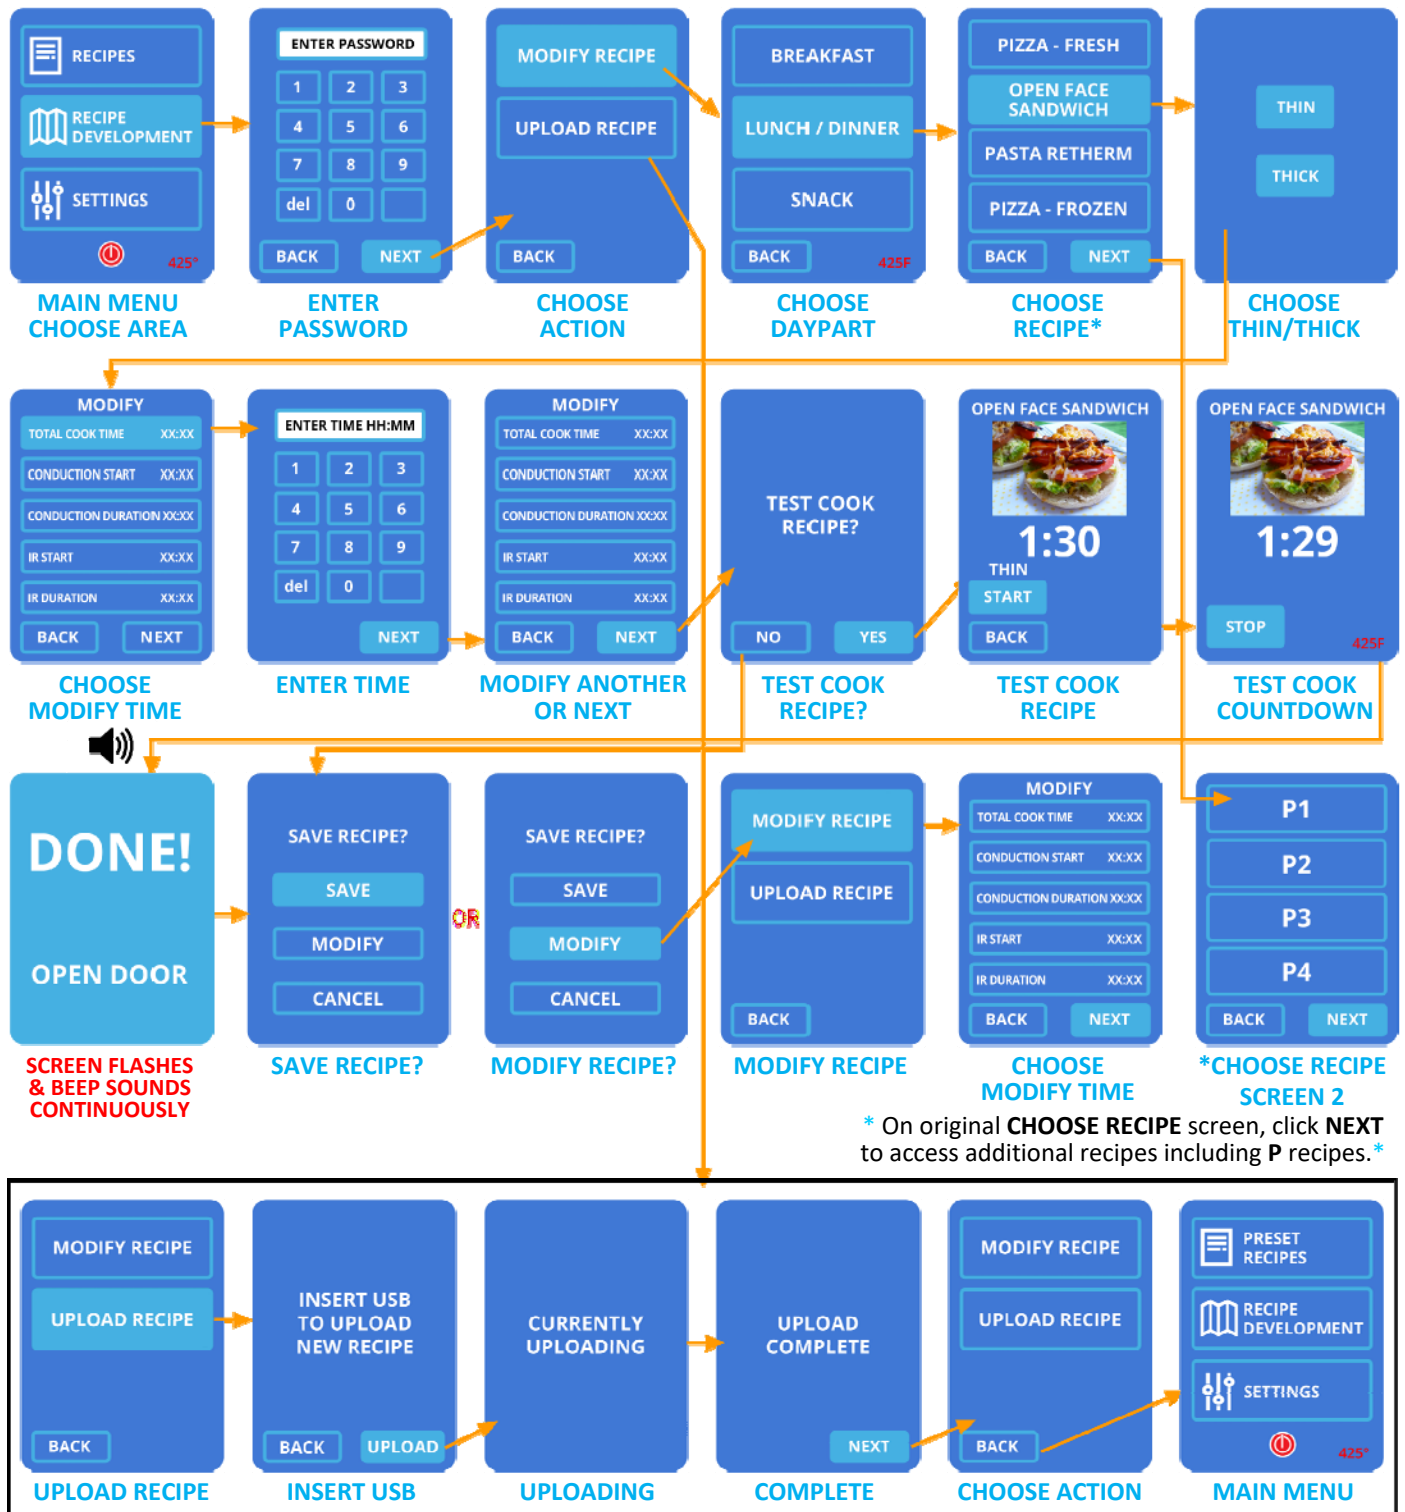 RECIPES
RECIPE
DEVELOPMENT
SETTINGS
425°
MAIN MENU
CHOOSE AREA
ENTER PASSWORD
1 2 3
4 5 6
7 8 9
del 0
BACK NEXT
ENTER
PASSWORD
MODIFY RECIPE
UPLOAD RECIPE
BACK
CHOOSE
ACTION
BREAKFAST
LUNCH / DINNER
SNACK
BACK 425F
CHOOSE
DAYPART
PIZZA - FRESH
OPEN FACE
SANDWICH
PASTA RETHERM
PIZZA - FROZEN
BACK NEXT
CHOOSE
RECIPE*
THIN
THICK
CHOOSE
THIN/THICK
MODIFY
TOTAL COOK TIME XX:XX
CONDUCTION START XX:XX
CONDUCTION DURATION XX:XX
IR START XX:XX
IR DURATION XX:XX
BACK NEXT
CHOOSE
MODIFY TIME
ENTER TIME HH:MM
1 2 3
4 5 6
7 8 9
del 0
NEXT
ENTER TIME
MODIFY
TOTAL COOK TIME XX:XX
CONDUCTION START XX:XX
CONDUCTION DURATION XX:XX
IR START XX:XX
IR DURATION XX:XX
BACK NEXT
MODIFY ANOTHER
OR NEXT
TEST COOK
RECIPE?
NO YES
TEST COOK
RECIPE?
OPEN FACE SANDWICH
1:30
THIN
START
BACK
TEST COOK
RECIPE
OPEN FACE SANDWICH
1:29
STOP
425F
TEST COOK
COUNTDOWN
DONE!
OPEN DOOR
SCREEN FLASHES
& BEEP SOUNDS
CONTINUOUSLY
SAVE RECIPE?
SAVE
MODIFY
CANCEL
SAVE RECIPE?
OR
SAVE RECIPE?
SAVE
MODIFY
CANCEL
MODIFY RECIPE?
MODIFY RECIPE
UPLOAD RECIPE
BACK
MODIFY RECIPE
MODIFY
TOTAL COOK TIME XX:XX
CONDUCTION START XX:XX
CONDUCTION DURATION XX:XX
IR START XX:XX
IR DURATION XX:XX
BACK NEXT
CHOOSE
MODIFY TIME
P1
P2
P3
P4
BACK NEXT
*CHOOSE RECIPE
SCREEN 2
* On original CHOOSE RECIPE screen, click NEXT
to access additional recipes including P recipes.*
MODIFY RECIPE
UPLOAD RECIPE
BACK
UPLOAD RECIPE
INSERT USB
TO UPLOAD
NEW RECIPE
BACK UPLOAD
INSERT USB
CURRENTLY
UPLOADING
UPLOADING
UPLOAD
COMPLETE
NEXT
COMPLETE
MODIFY RECIPE
UPLOAD RECIPE
BACK
CHOOSE ACTION
PRESET
RECIPES
RECIPE
DEVELOPMENT
SETTINGS
425°
MAIN MENU